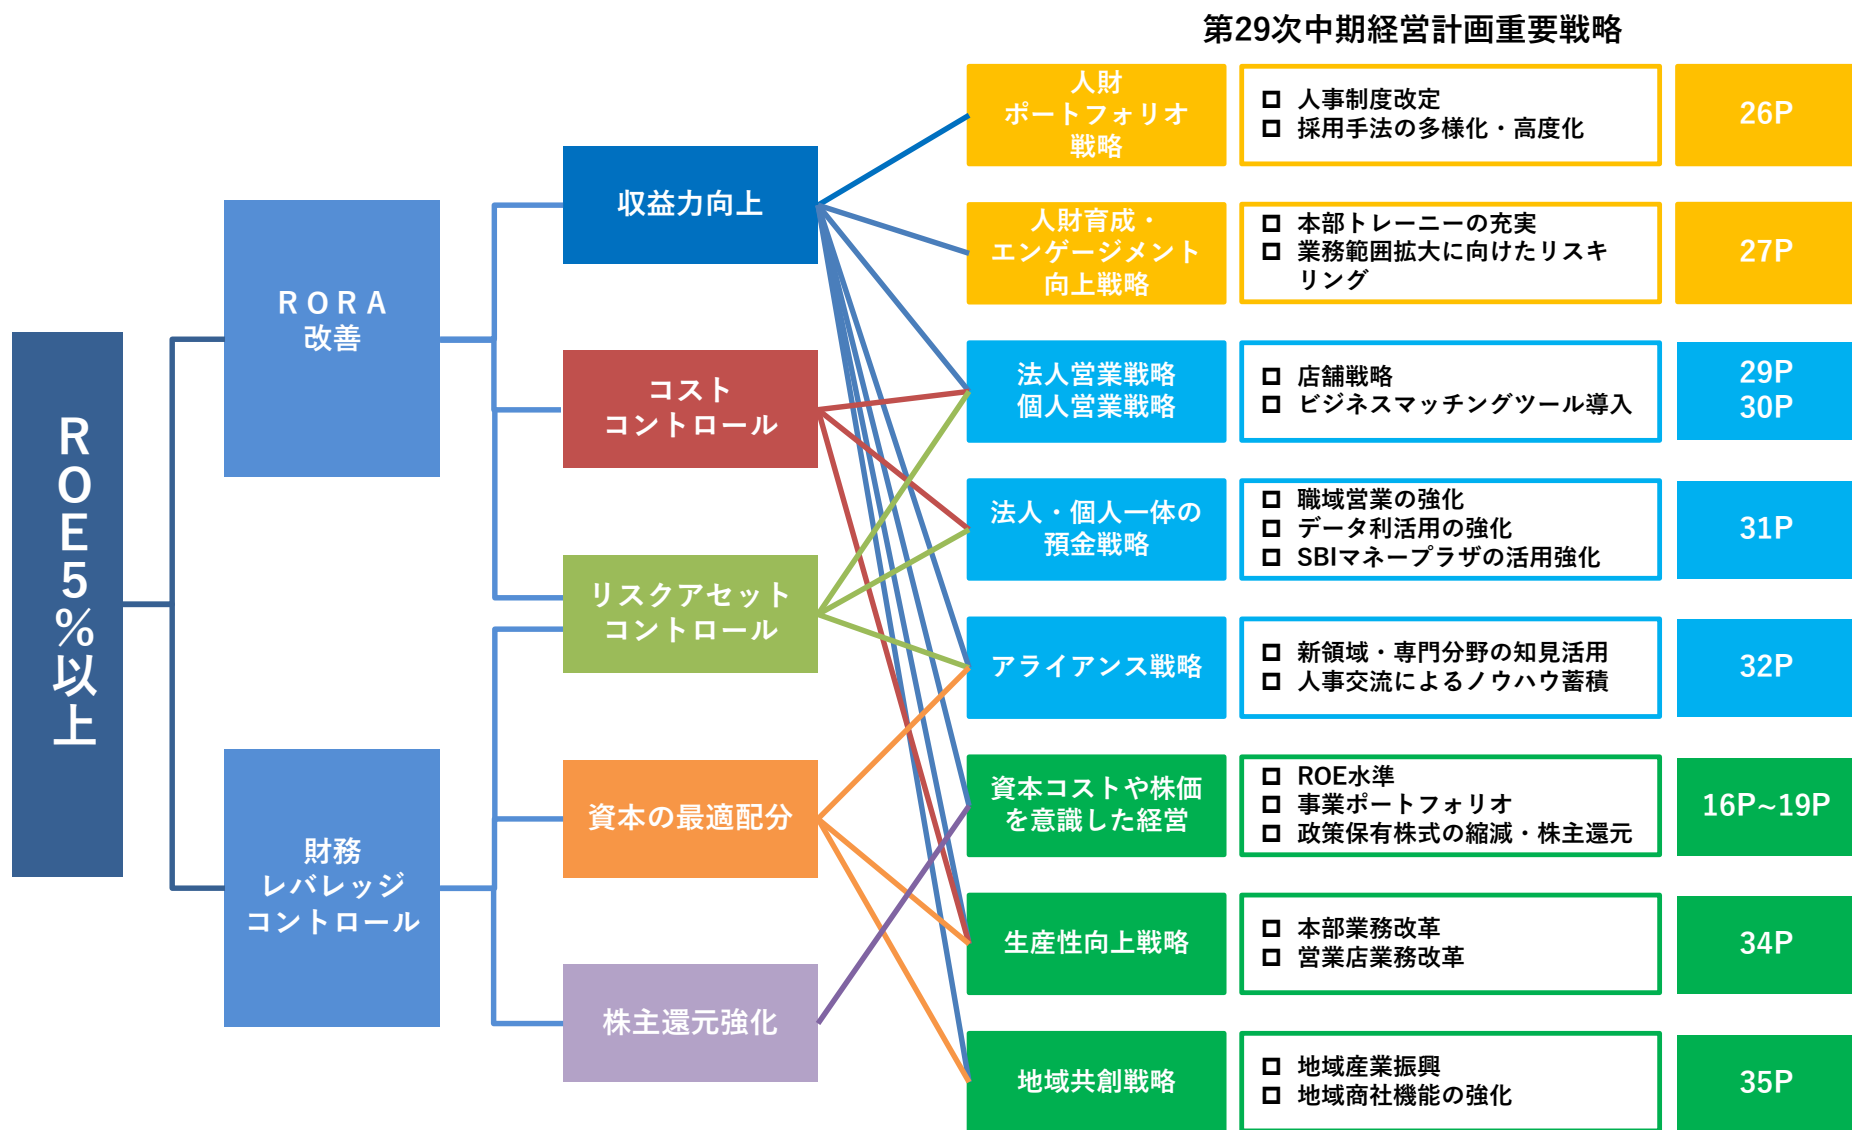 第29次中期経営計画重要戦略
ROE5%以上
ＲＯＲＡ
改善
財務
レバレッジ
コントロール
収益力向上
コスト
コントロール
リスクアセット
コントロール
資本の最適配分
株主還元強化
人財
ポートフォリオ
戦略
□ 人事制度改定
□ 採用手法の多様化・高度化
26P
人財育成・
エンゲージメント
向上戦略
□ 本部トレーニーの充実
□ 業務範囲拡大に向けたリスキ
リング
27P
法人営業戦略
個人営業戦略
□ 店舗戦略
□ ビジネスマッチングツール導入
29P
30P
法人・個人一体の
預金戦略
□ 職域営業の強化
□ データ利活用の強化
□ SBIマネープラザの活用強化
31P
アライアンス戦略
□ 新領域・専門分野の知見活用
□ 人事交流によるノウハウ蓄積
32P
資本コストや株価
を意識した経営
□ ROE水準
□ 事業ポートフォリオ
□ 政策保有株式の縮減・株主還元
16P~19P
生産性向上戦略
□ 本部業務改革
□ 営業店業務改革
34P
地域共創戦略
□ 地域産業振興
□ 地域商社機能の強化
35P